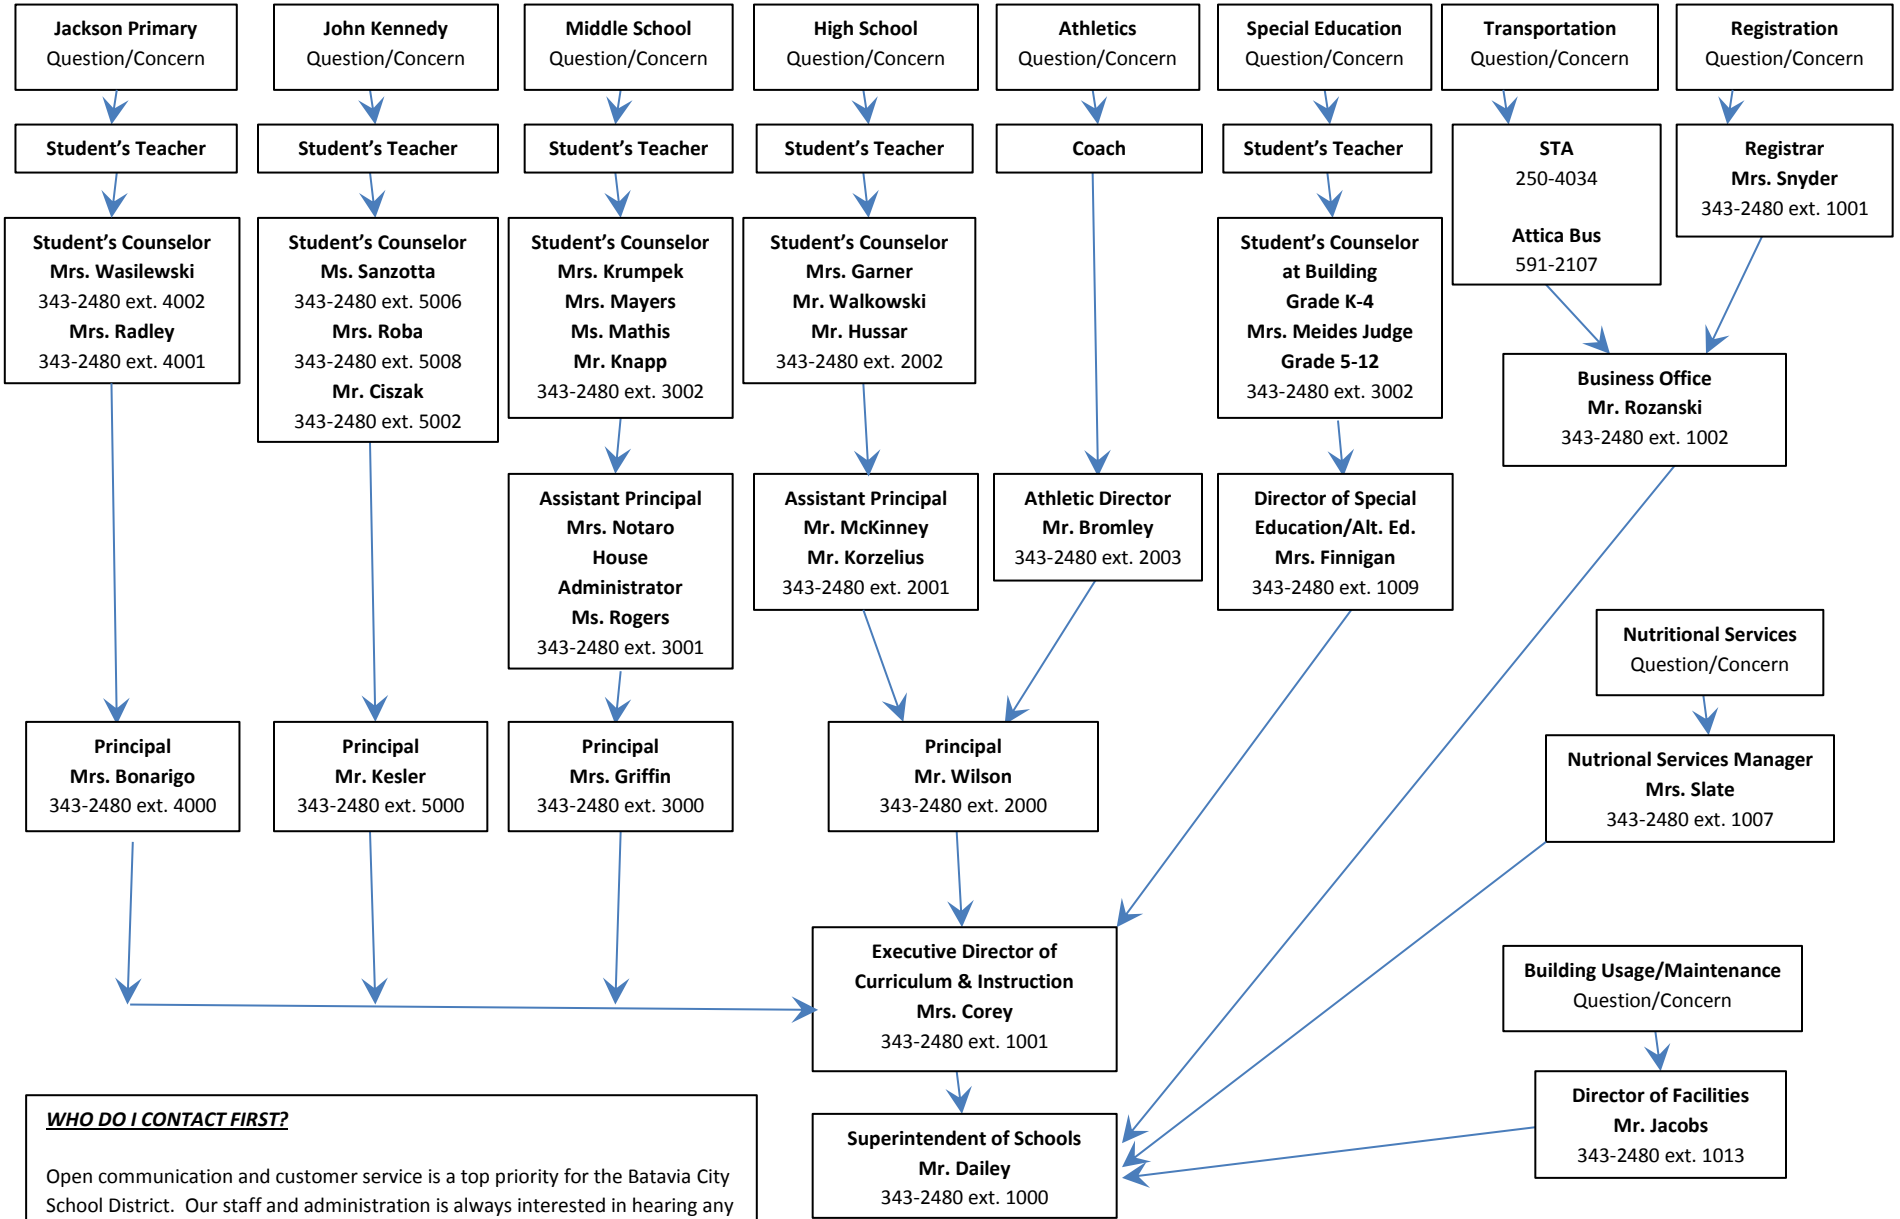 Jackson Primary
Question/Concern
John Kennedy
Question/Concern
Middle School
Question/Concern
High School
Question/Concern
Athletics
Question/Concern
Special Education
Question/Concern
Transportation
Question/Concern
Registration
Question/Concern
Student’s Teacher
Student’s Teacher
Student’s Teacher
Student’s Teacher
Coach
Student’s Teacher
STA
250-4034
Attica Bus
591-2107
Registrar
Mrs. Snyder
343-2480 ext. 1001
Student’s Counselor
Mrs. Wasilewski
343-2480 ext. 4002
Mrs. Radley
343-2480 ext. 4001
Student’s Counselor
Ms. Sanzotta
343-2480 ext. 5006
Mrs. Roba
343-2480 ext. 5008
Mr. Ciszak
343-2480 ext. 5002
Student’s Counselor
Mrs. Krumpek
Mrs. Mayers
Ms. Mathis
Mr. Knapp
343-2480 ext. 3002
Student’s Counselor
Mrs. Garner
Mr. Walkowski
Mr. Hussar
343-2480 ext. 2002
Student’s Counselor
at Building
Grade K-4
Mrs. Meides Judge
Grade 5-12
343-2480 ext. 3002
Business Office
Mr. Rozanski
343-2480 ext. 1002
Assistant Principal
Mrs. Notaro
House
Administrator
Ms. Rogers
343-2480 ext. 3001
Assistant Principal
Mr. McKinney
Mr. Korzelius
343-2480 ext. 2001
Athletic Director
Mr. Bromley
343-2480 ext. 2003
Director of Special
Education/Alt. Ed.
Mrs. Finnigan
343-2480 ext. 1009
Nutritional Services
Question/Concern
Principal
Mrs. Bonarigo
343-2480 ext. 4000
Principal
Mr. Kesler
343-2480 ext. 5000
Principal
Mrs. Griffin
343-2480 ext. 3000
Principal
Mr. Wilson
343-2480 ext. 2000
Nutrional Services Manager
Mrs. Slate
343-2480 ext. 1007
Executive Director of
Curriculum & Instruction
Mrs. Corey
343-2480 ext. 1001
Building Usage/Maintenance
Question/Concern
Director of Facilities
Mr. Jacobs
343-2480 ext. 1013
Superintendent of Schools
Mr. Dailey
343-2480 ext. 1000
WHO DO I CONTACT FIRST?
Open communication and customer service is a top priority for the Batavia City
School District.  Our staff and administration is always interested in hearing any